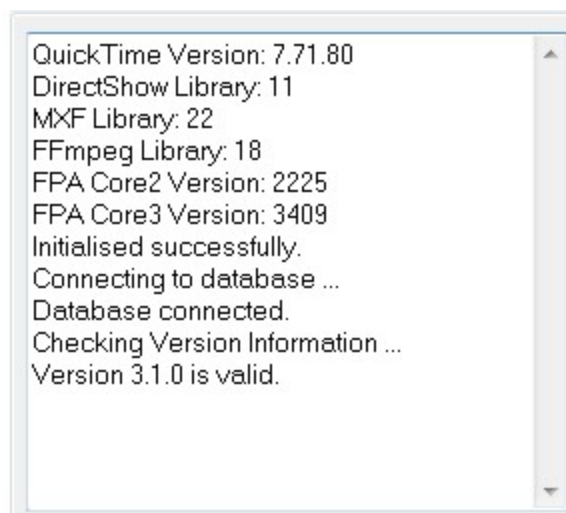 QuickTime Version: 7.71.80
DirectShow Library: 11
MXF Library: 22
FFmpeg Library: 18
FPA Core2 Version: 2225
FPA Core3 Version: 3409
Initialised successfully.
Connecting to database ...
Database connected.
Checking Version Information ...
Version 3.1.0 is valid.